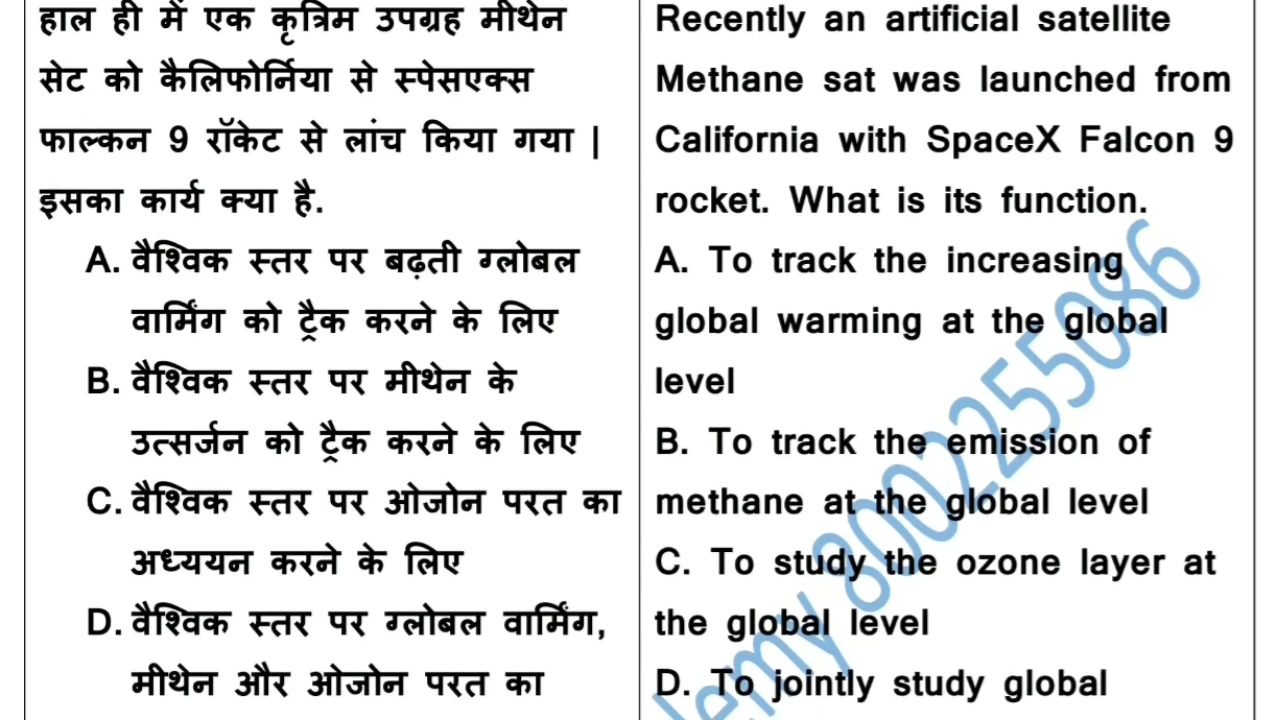 हाल ही में एक कृत्रिम उपग्रह मीथेन
सेट को कैलिफोर्निया से स्पेसएक्स
फाल्कन 9 रॉकेट से लांच किया गया |
इसका कार्य क्या है.
A. वैश्विक स्तर पर बढ़ती ग्लोबल
वार्मिंग को ट्रैक करने के लिए
B. वैश्विक स्तर पर मीथेन के
उत्सर्जन को ट्रैक करने के लिए
C. वैश्विक स्तर पर ओजोन परत का
अध्ययन करने के लिए
D. वैश्विक स्तर पर ग्लोबल वार्मिंग,
मीथेन और ओजोन परत का
Recently an artificial satellite
Methane sat was launched from
California with SpaceX Falcon 9
rocket. What is its function.
A. To track the increasing
global warming at the global
level
B. To track the emission of
methane at the global level
C. To study the ozone layer at
the global level
D. To jointly study global
8002255086